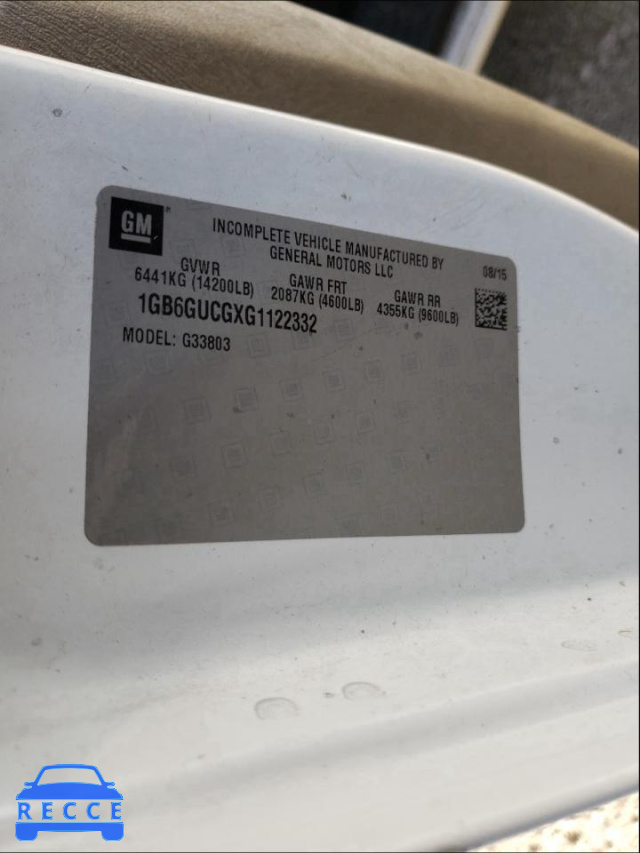 GM
INCOMPLETE VEHICLE MANUFACTURED BY
GENERAL MOTORS LLC
08/15
GVWR GAWR FRT GAWR RR
6441KG (14200LB) 2087KG (4600LB) 4355KG (9600LB)
1GB6GUCGXG1122332
MODEL: G33803
RECCE